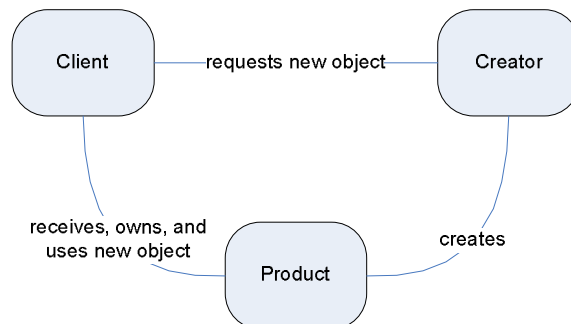 Client
requests new object
Creator
receives, owns, and
uses new object
creates
Product